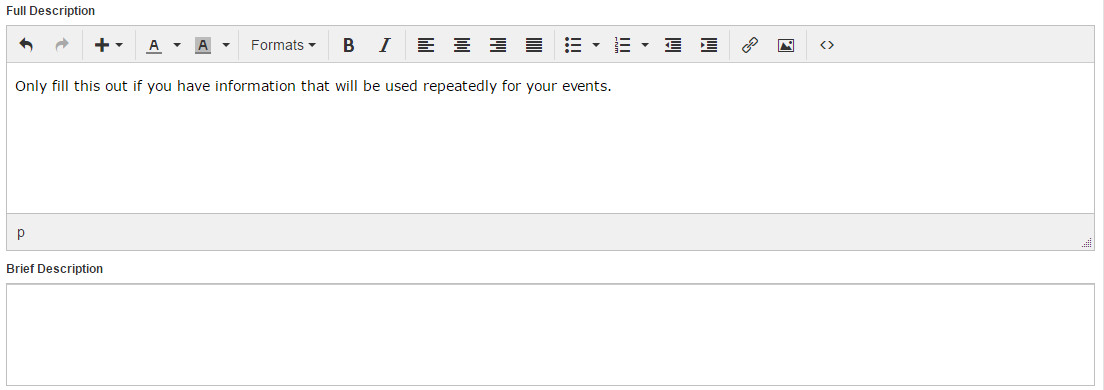 Full Description
A A Formats B I <>
Only fill this out if you have information that will be used repeatedly for your events.
p
Brief Description